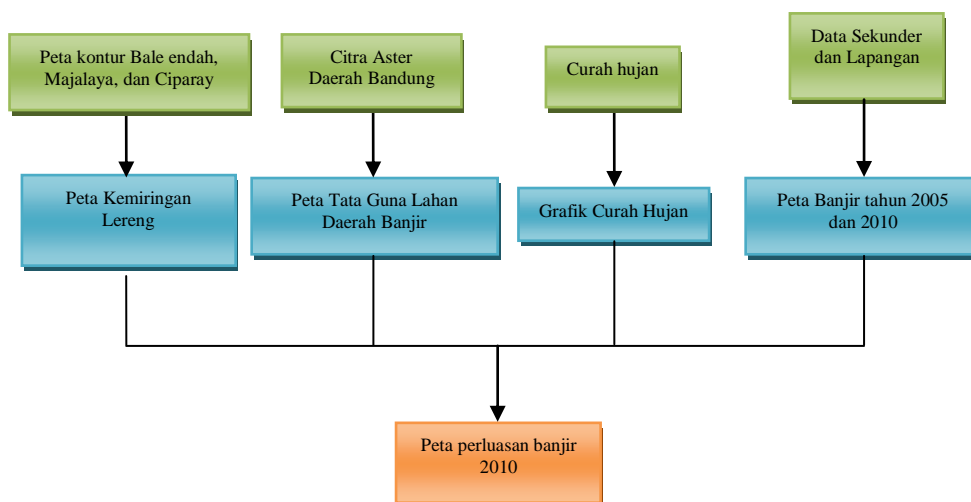 Peta kontur Bale endah,
Majalaya, dan Ciparay
Citra Aster
Daerah Bandung
Curah hujan
Data Sekunder
dan Lapangan
Peta Kemiringan
Lereng
Peta Tata Guna Lahan
Daerah Banjir
Grafik Curah Hujan
Peta Banjir tahun 2005
dan 2010
Peta perluasan banjir
2010